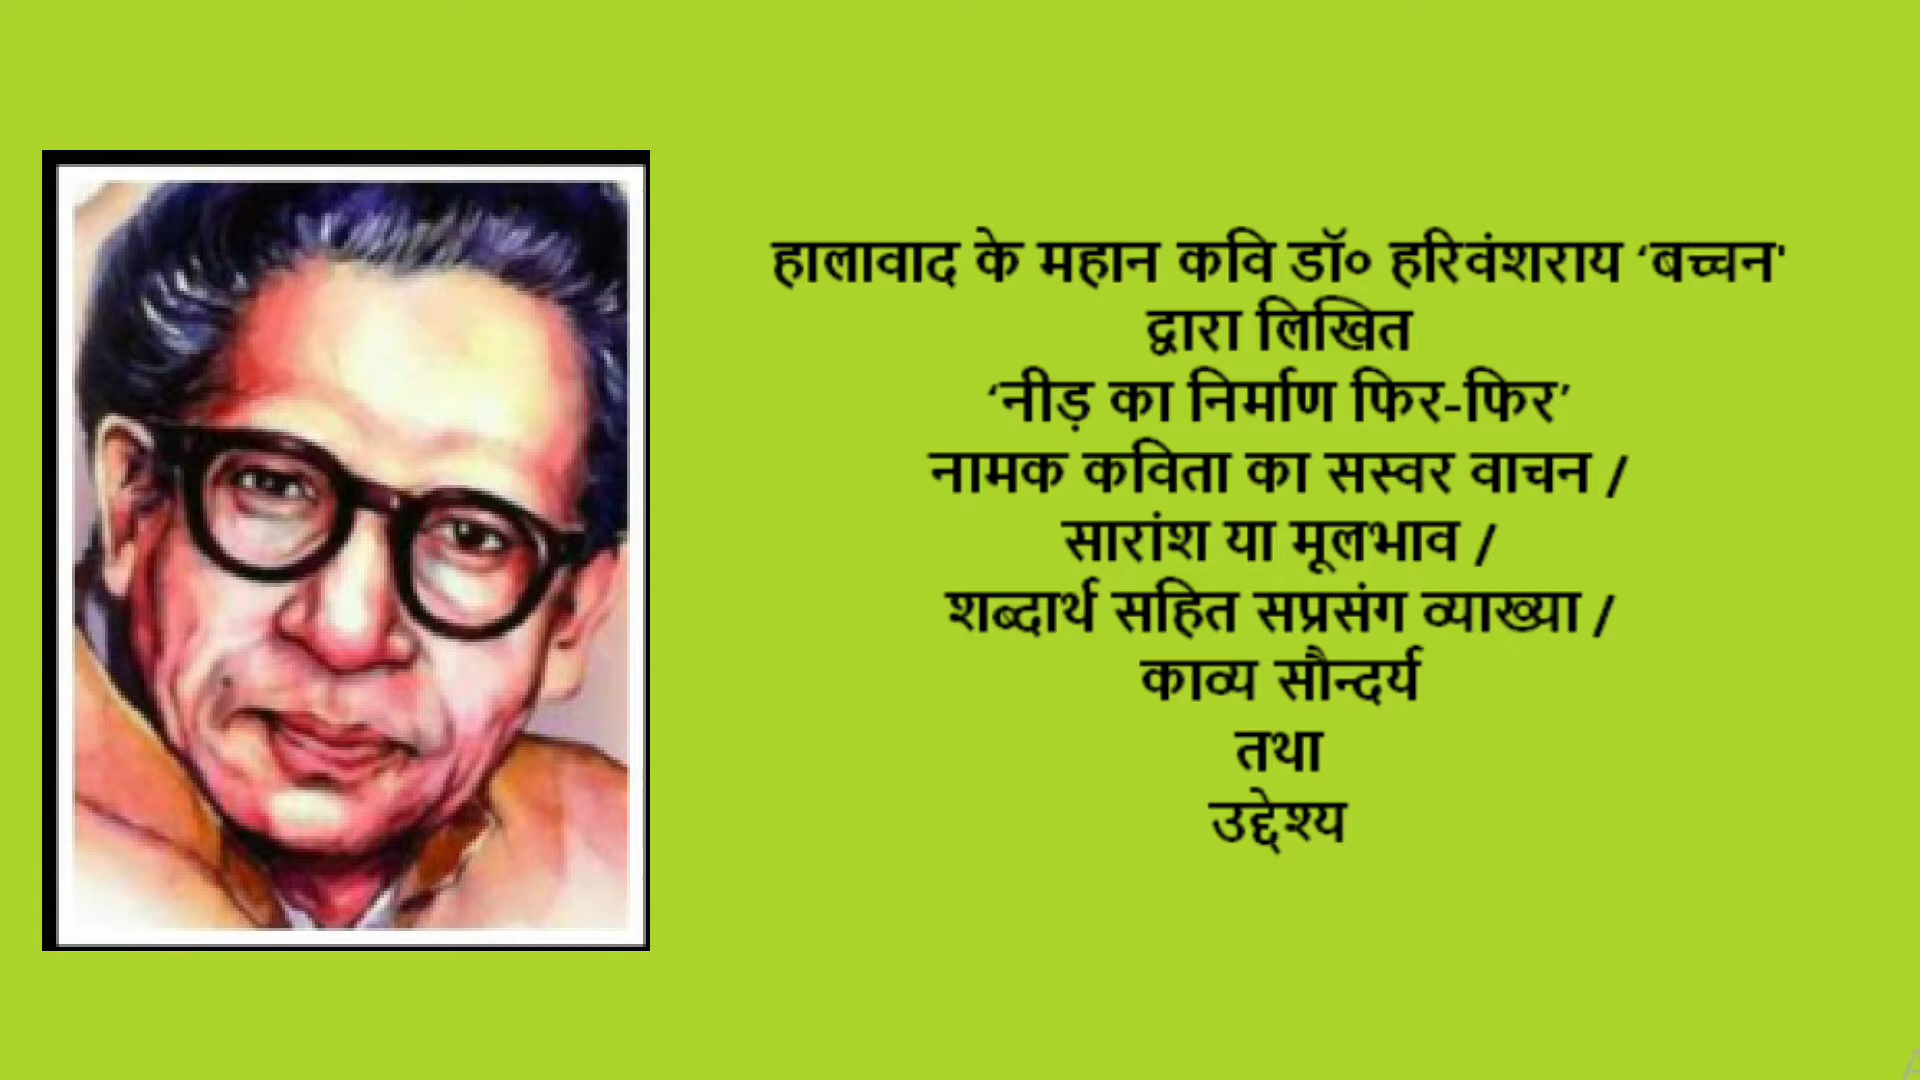 हालावाद के महान कवि डॉ० हरिवंशराय ‘बच्चन'
द्वारा लिखित
‘नीड़ का निर्माण फिर-फिर’
नामक कविता का सस्वर वाचन /
सारांश या मूलभाव /
शब्दार्थ सहित सप्रसंग व्याख्या /
काव्य सौन्दर्य
तथा
उद्देश्य